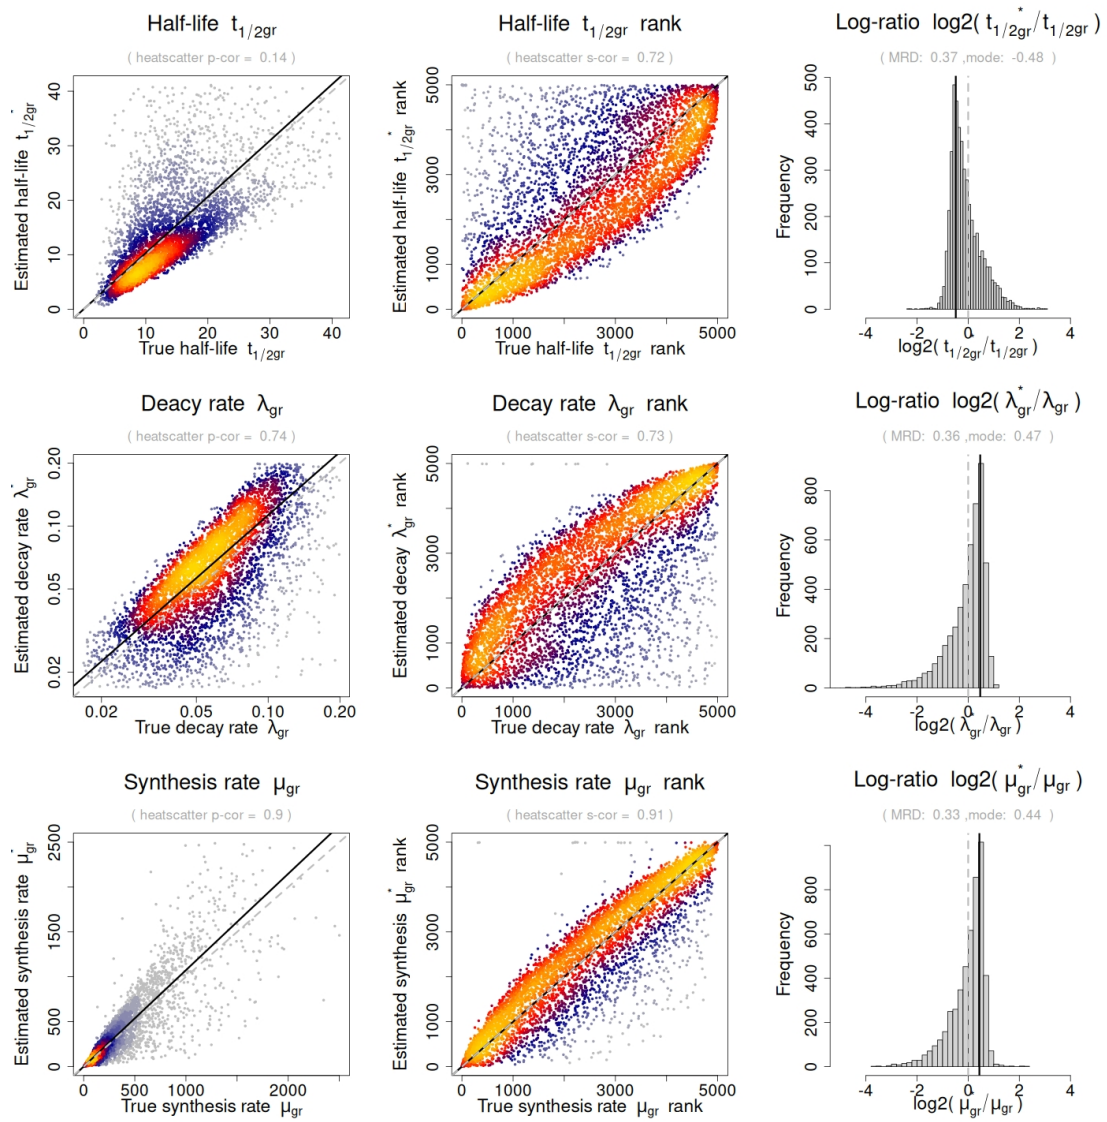 Half-life t1/2gr
( heatscatter p-cor = 0.14 )
Estimated half-life t*1/2gr
0 10 20 30 40
0 10 20 30 40
True half-life t1/2gr
Half-life t1/2gr rank
( heatscatter s-cor = 0.72 )
Estimated half-life t*1/2gr rank
0 1000 3000 5000
0 1000 3000 5000
True half-life t1/2gr rank
Log-ratio log2( t*1/2gr/t1/2gr )
( MRD: 0.37 ,mode: -0.48 )
Frequency
0 100 200 300 400 500
-4 -2 0 2 4
log2( t1/2gr/t1/2gr )
Deacy rate λgr
( heatscatter p-cor = 0.74 )
Estimated decay rate λ*gr
0.02 0.05 0.10 0.20
0.02 0.05 0.10 0.20
True decay rate λgr
Decay rate λgr rank
( heatscatter s-cor = 0.73 )
Estimated decay λ*gr rank
0 1000 3000 5000
0 1000 3000 5000
True decay rate λgr rank
Log-ratio log2( λ*gr/λgr )
( MRD: 0.36 ,mode: 0.47 )
Frequency
0 200 400 600 800
-4 -2 0 2 4
log2( λgr/λgr )
Synthesis rate μgr
( heatscatter p-cor = 0.9 )
Estimated synthesis rate μ*gr
0 500 1500 2500
0 500 1000 2000
True synthesis rate μgr
Synthesis rate μgr rank
( heatscatter s-cor = 0.91 )
Estimated synthesis μ*gr rank
0 1000 3000 5000
0 1000 3000 5000
True synthesis rate μgr rank
Log-ratio log2( μ*gr/μgr )
( MRD: 0.33 ,mode: 0.44 )
Frequency
0 200 400 600 800
-4 -2 0 2 4
log2( μgr/μgr )